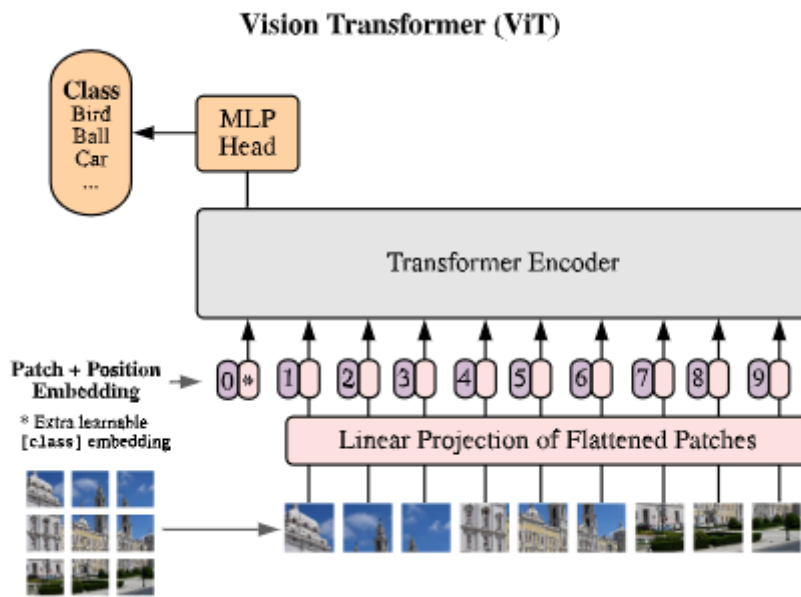 Vision Transformer (ViT)
Class
Bird
Ball
Car
...
MLP
Head
Transformer Encoder
Patch + Position
Embedding
0 * 1 2 3 4 5 6 7 8 9
* Extra learnable
[class] embedding
Linear Projection of Flattened Patches